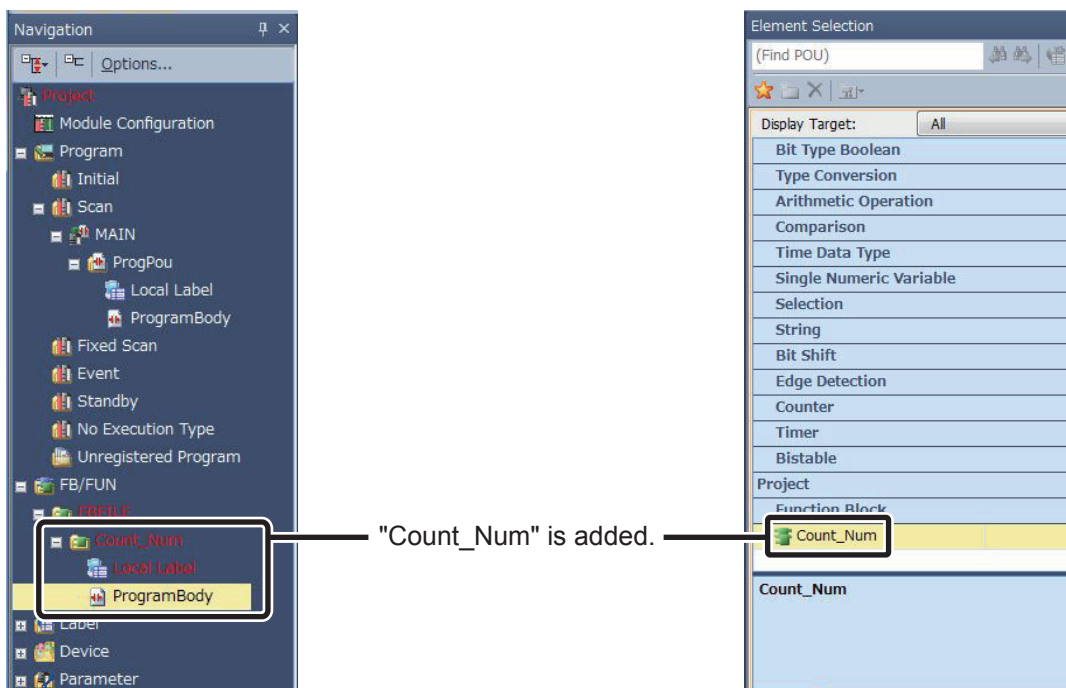 Navigation
Options...
Project
Module Configuration
Program
Initial
Scan
MAIN
ProgPou
Local Label
ProgramBody
Fixed Scan
Event
Standby
No Execution Type
Unregistered Program
FB/FUN
FBFILE
Count_Num
Local Label
ProgramBody
Label
Device
Parameter
"Count_Num" is added.
Element Selection
(Find POU)
Display Target: All
Bit Type Boolean
Type Conversion
Arithmetic Operation
Comparison
Time Data Type
Single Numeric Variable
Selection
String
Bit Shift
Edge Detection
Counter
Timer
Bistable
Project
Function Block
Count_Num
Count_Num